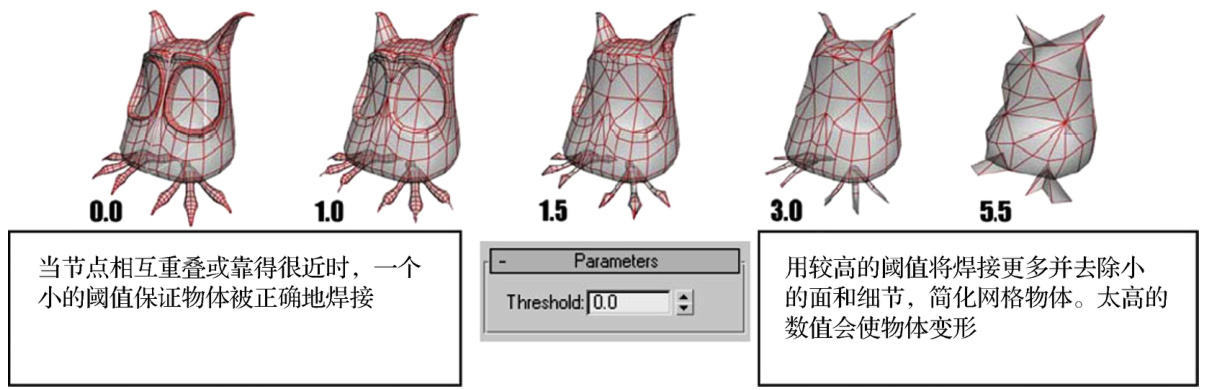 0.0
1.0
1.5
3.0
5.5
当节点相互重叠或靠得很近时，一个
小的阈值保证物体被正确地焊接
- Parameters
Threshold: 0.0
用较高的阈值将焊接更多并去除小
的面和细节，简化网格物体。太高的
数值会使物体变形